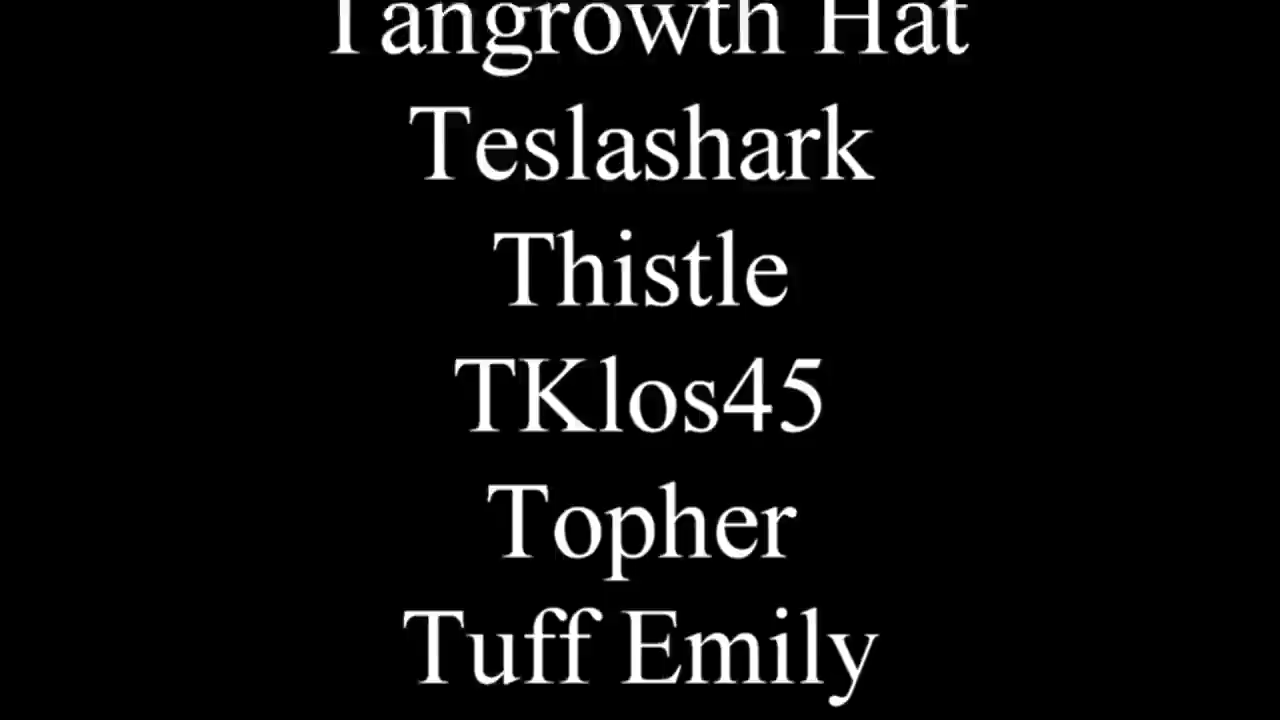 Tangrowth Hat
Teslashark
Thistle
TKlos45
Topher
Tuff Emily